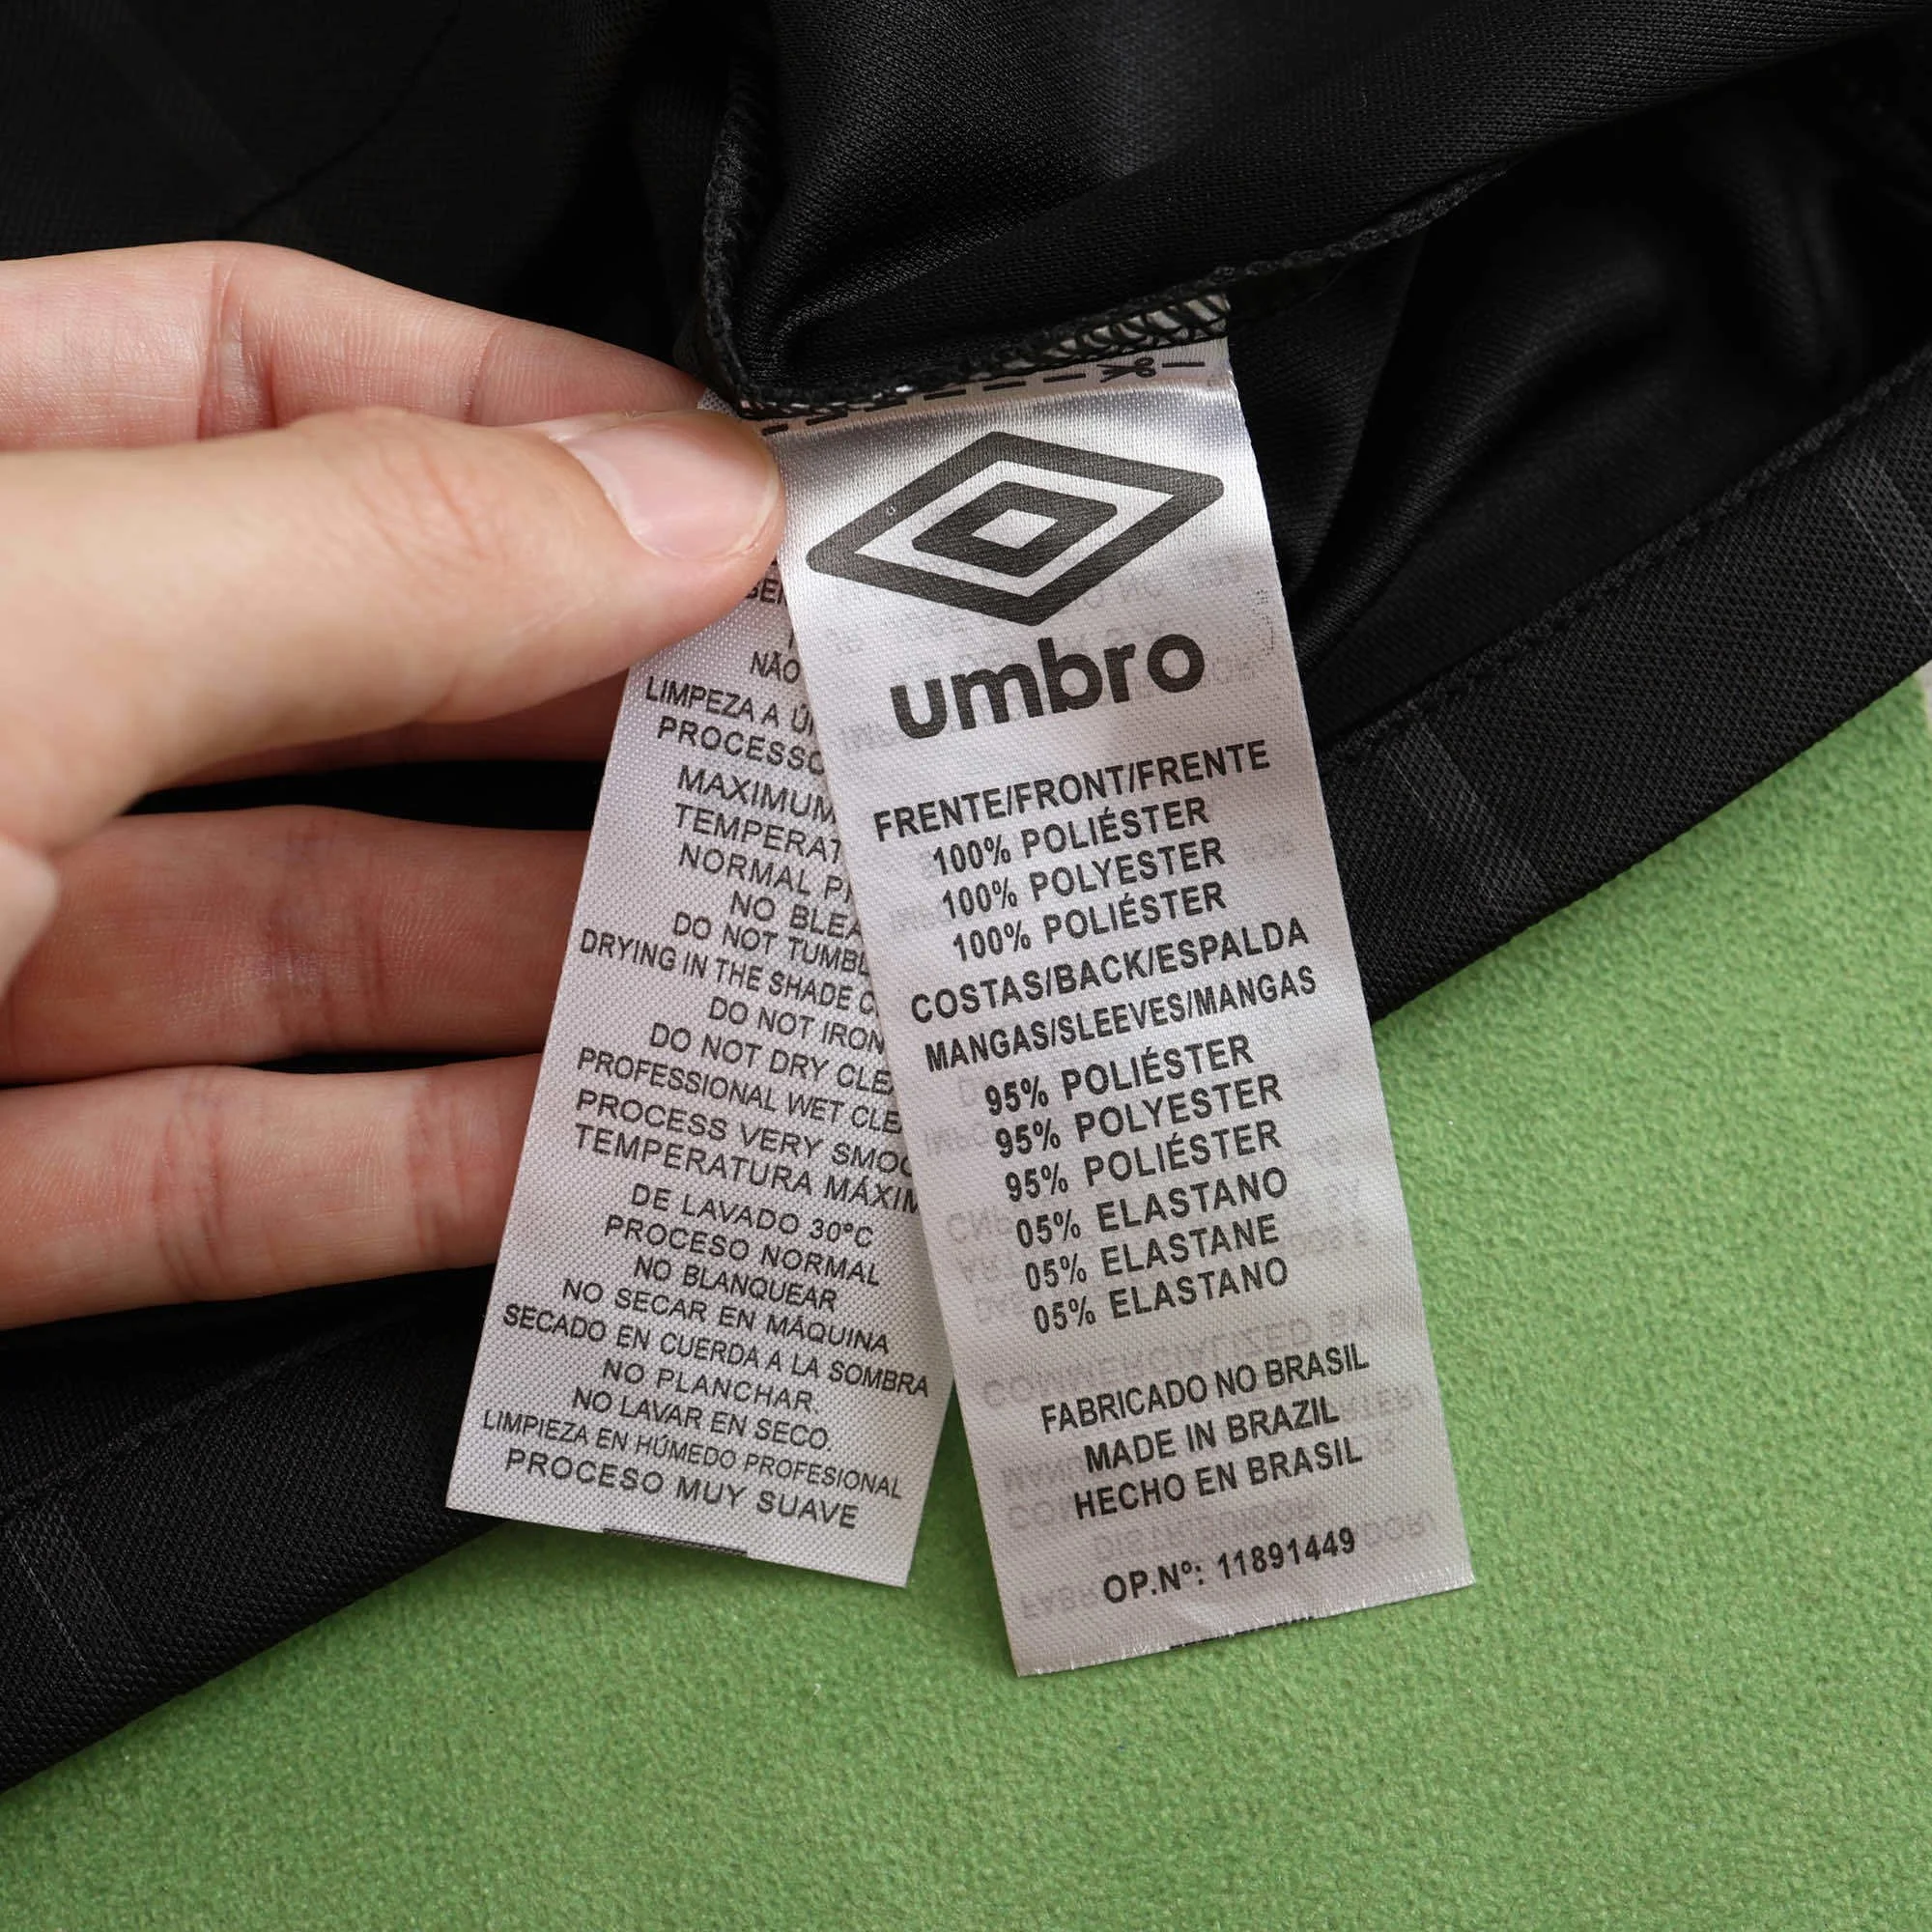 NÃO
LIMPEZA A
PROCESSO
MAXIMUM
NORMAL
NO
DO NOT
DRYING IN THE SHADE
DO NOT IRON
DO NOT DRY
PROFESSIONAL WET
PROCESS VERY
TEMPERATURA
DE LAVADO 30ºC
PROCESO NORMAL
NO BLANQUEAR
NO SECAR EN MÁQUINA
SECADO EN CUERDA A LA SOMBRA
NO PLANCHAR.
NO LAVAR EN SECO.
LIMPIEZA EN HÚMEDO PROFESIONAL
PROCESO MUY SUAVE
umbro
FRENTE/FRONT/FRENTE
100% POLIÉSTER
100% POLYESTER
100% POLIÉSTER
COSTAS/BACK/ESPALDA
MANGAS/SLEEVES/MANGAS
95% POLIÉSTER
95% POLYESTER
95% POLIÉSTER
05% ELASTANO
05% ELASTANE
05% ELASTANO
FABRICADO NO BRASIL
MADE IN BRAZIL
HECHO EN BRASIL
OP.Nº: 11891449